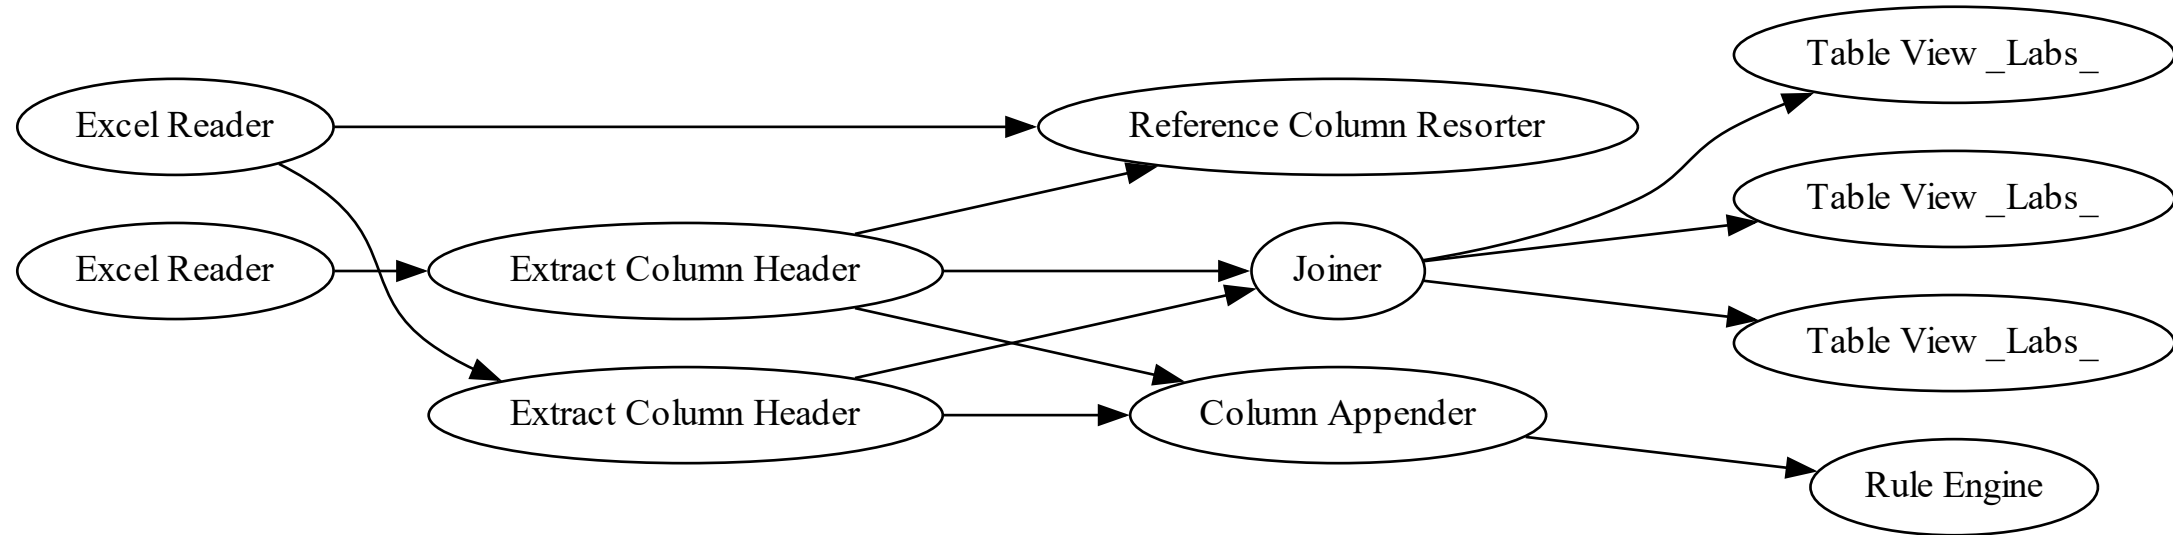 Table View _Labs_
Excel Reader
Reference Column Resorter
Table View _Labs_
Excel Reader
Extract Column Header
Joiner
Table View _Labs_
Extract Column Header
Column Appender
Rule Engine